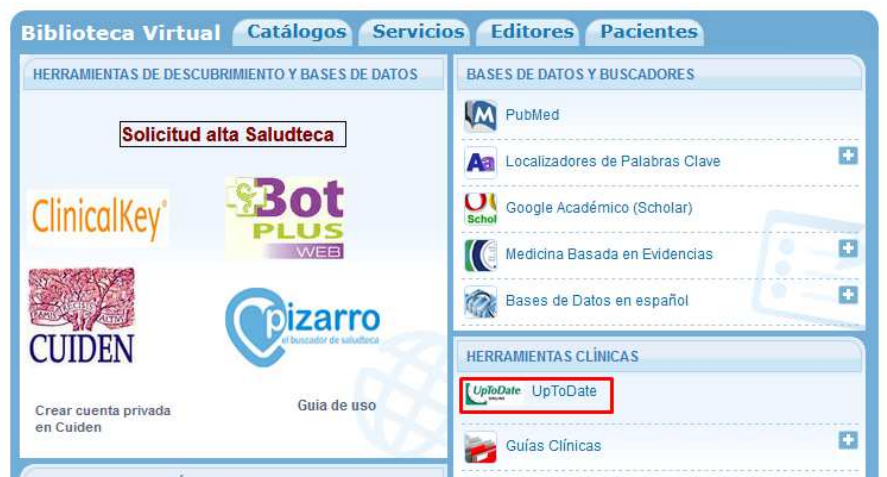 Biblioteca Virtual Catálogos Servicios Editores Pacientes
HERRAMIENTAS DE DESCUBRIMIENTO Y BASES DE DATOS
Solicitud alta Saludteca
ClinicalKey
Bot
PLUS
WEB
CUIDEN
pizarro
el buscador de saludteca
Crear cuenta privada
en Cuiden
Guia de uso
BASES DE DATOS Y BUSCADORES
PubMed
Aa Localizadores de Palabras Clave
Schol Google Académico (Scholar)
Medicina Basada en Evidencias
Bases de Datos en español
HERRAMIENTAS CLÍNICAS
UpToDate UpToDate
Guías Clínicas